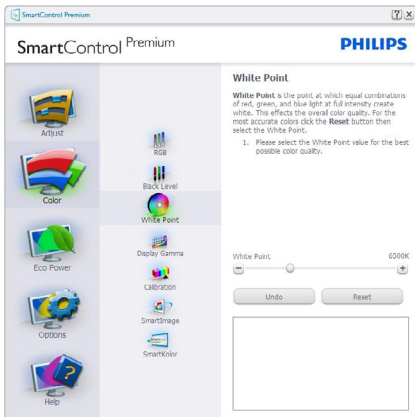 SmartControl Premium
SmartControl Premium
PHILIPS
Adjust
Color
Eco Power
Options
Help
RGB
Black Level
White Point
Display Gamma
Calibration
SmartImage
SmartKolor
White Point
White Point is the point at which equal combinations
of red, green, and blue light at full intensity create
white. This effects the overall color quality. For the
most accurate colors click the Reset button then
select the White Point.
1. Please select the White Point value for the best
possible color quality.
White Point 6500K
Undo Reset